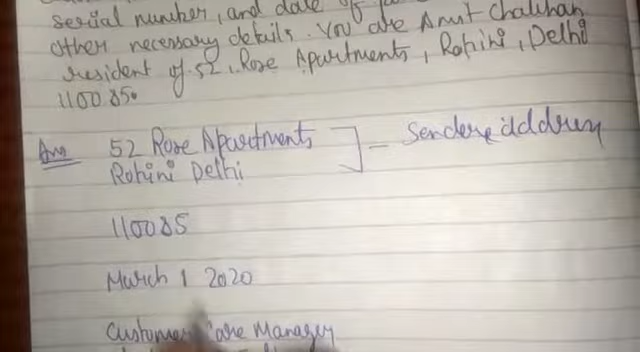 serial number, and date of
other necessary details. You are Amit Chauhan
resident of 52, Rose Apartments, Rohini, Delhi
110085.
Ans 52 Rose Apartments ] - Senders address
Rohini Delhi
110085
March 1 2020
Customer Care Manager